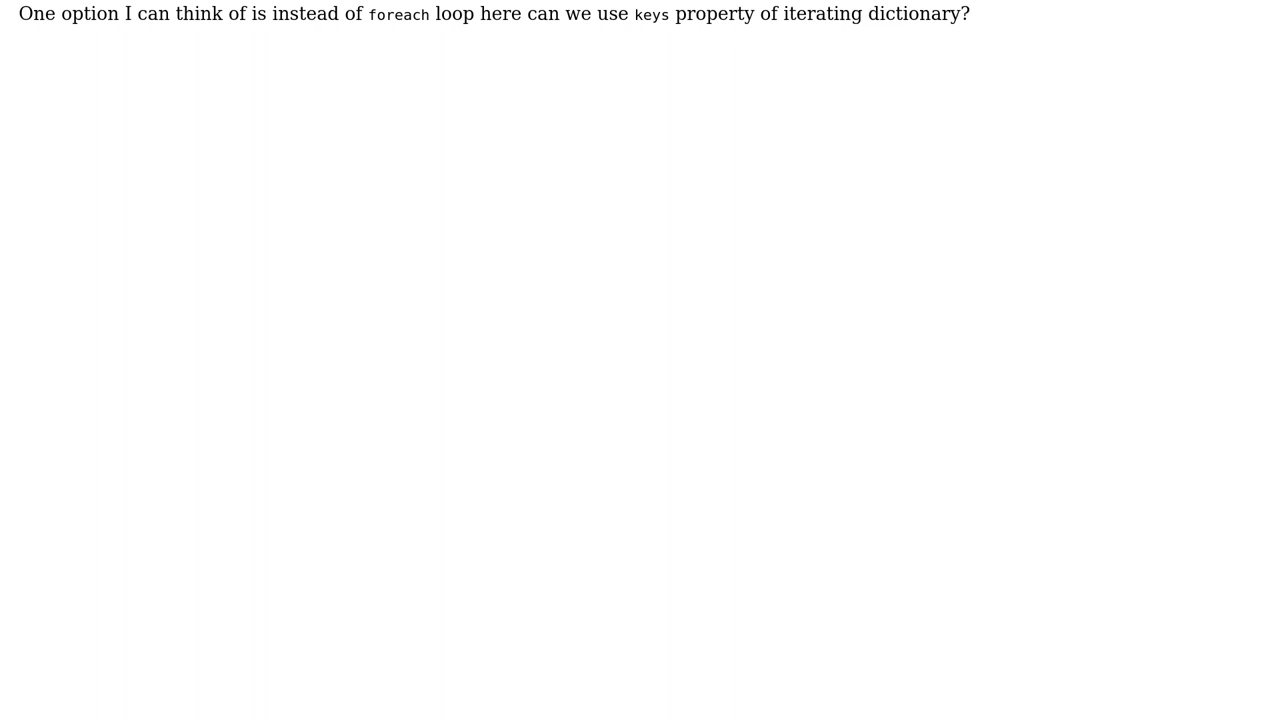 One option I can think of is instead of foreach loop here can we use keys property of iterating dictionary?